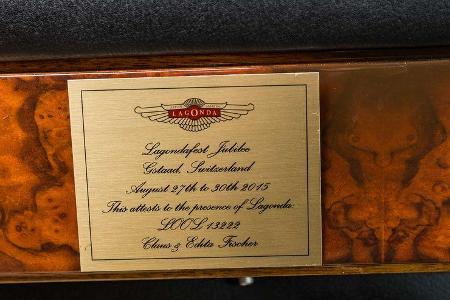 LAGONDA
Lagondafest Jubilee
Gstaad, Switzerland
August 27th to 30th 2015
This attests to the presence of Lagonda:
LOOL 13222
Claus & Edita Fischer